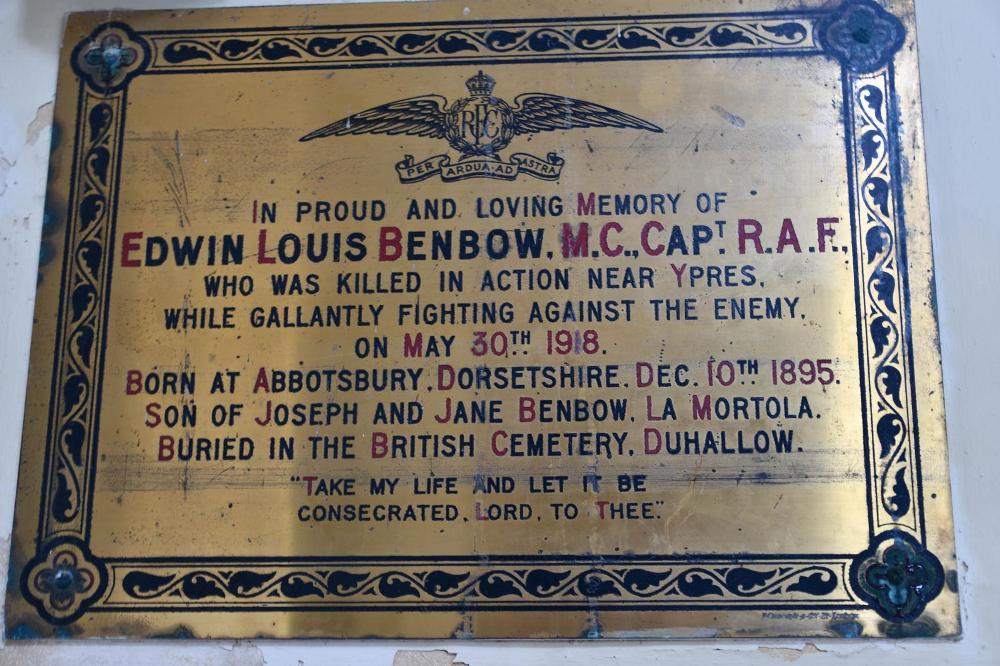 RFC
PER ARDUA·AD ASTRA
IN PROUD AND LOVING MEMORY OF
EDWIN LOUIS BENBOW, M.C., CAPT R.A.F.,
WHO WAS KILLED IN ACTION NEAR YPRES,
WHILE GALLANTLY FIGHTING AGAINST THE ENEMY,
ON MAY 30TH 1918.
BORN AT ABBOTSBURY, DORSETSHIRE, DEC. 10TH 1895.
SON OF JOSEPH AND JANE BENBOW, LA MORTOLA.
BURIED IN THE BRITISH CEMETERY, DUHALLOW.
"TAKE MY LIFE AND LET IT BE
CONSECRATED, LORD, TO THEE."